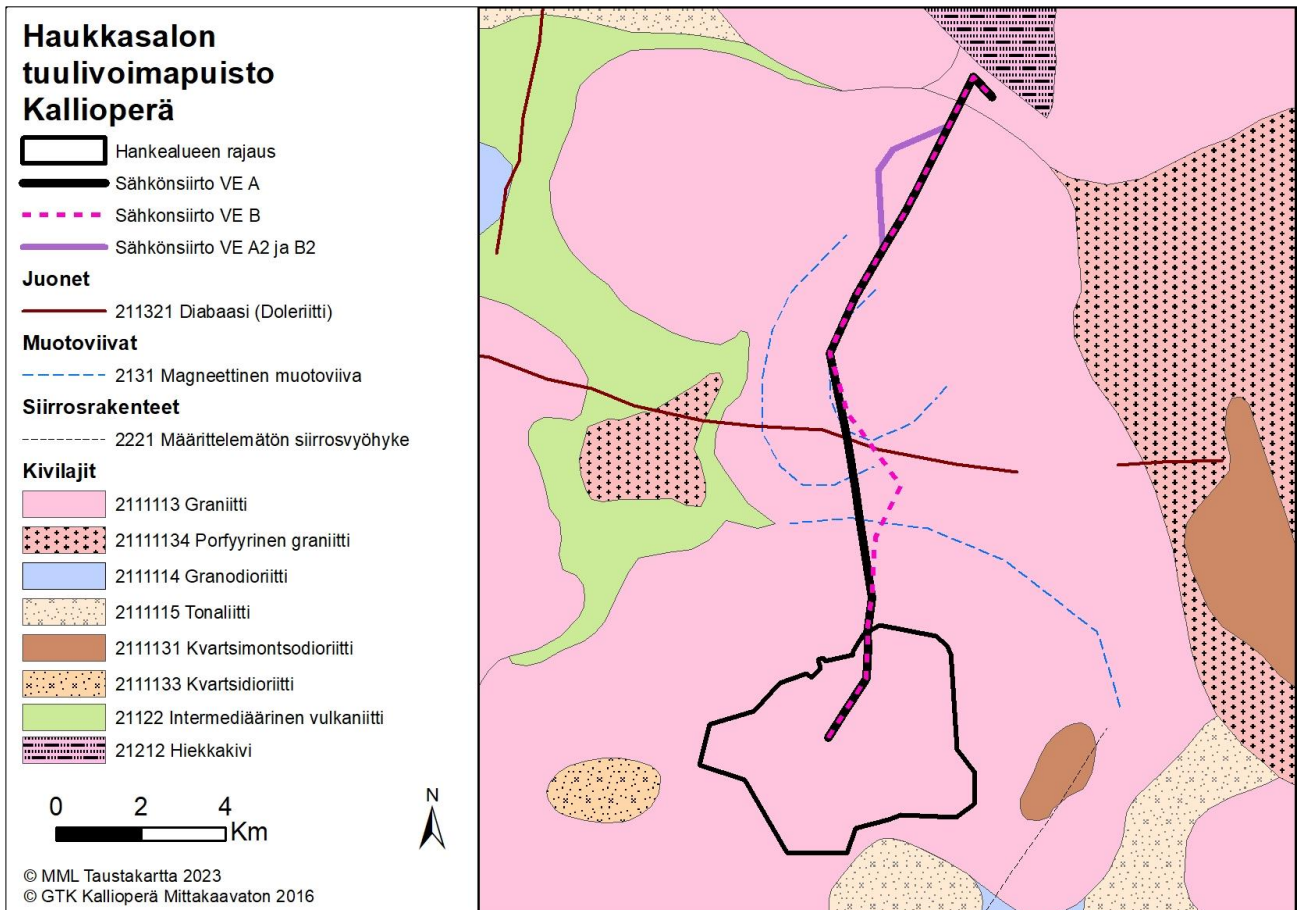 Haukkasalon
tuulivoimapuisto
Kallioperä
Hankealueen rajaus
Sähkönsiirto VE A
Sähkonsiirto VE B
Sähkönsiirto VE A2 ja B2
Juonet
211321 Diabaasi (Doleriitti)
Muotoviivat
2131 Magneettinen muotoviiva
Siirrosrakenteet
2221 Määrittelemätön siirrosvyöhyke
Kivilajit
2111113 Graniitti
21111134 Porfyyrinen graniitti
2111114 Granodioriitti
2111115 Tonaliitti
2111131 Kvartsimontsodioriitti
2111133 Kvartsidioriitti
21122 Intermediäärinen vulkaniitti
21212 Hiekkakivi
0 2 4
Km
N
© MML Taustakartta 2023
© GTK Kallioperä Mittakaavaton 2016